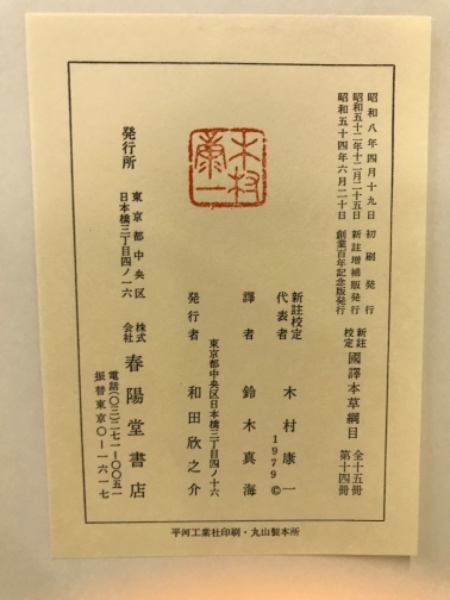 昭和八年四月十九日　初刷発行
昭和五十二年十二月二十五日　新註増補版発行
昭和五十四年六月二十日　創業百年記念版発行
新註校定　國譯本草綱目　全十五冊　第十四冊
新註校定代表者　木村康一
1979 ©
譯者　鈴木真海
東京都中央区日本橋三丁目四ノ十六
発行者　和田欣之介
木村康一
発行所　東京都中央区
日本橋三丁目四ノ一六
株式会社　春陽堂書店
電話(〇三)二七一―〇〇五一
振替東京〇―一六一七
平河工業社印刷・丸山製本所